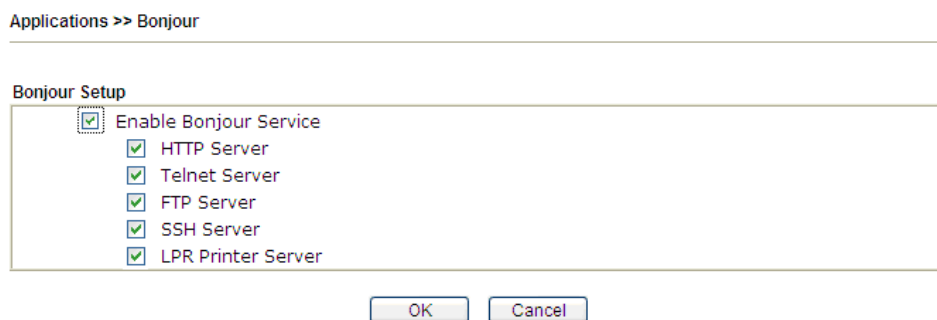 Applications >> Bonjour
Bonjour Setup
Enable Bonjour Service
HTTP Server
Telnet Server
FTP Server
SSH Server
LPR Printer Server
OK Cancel